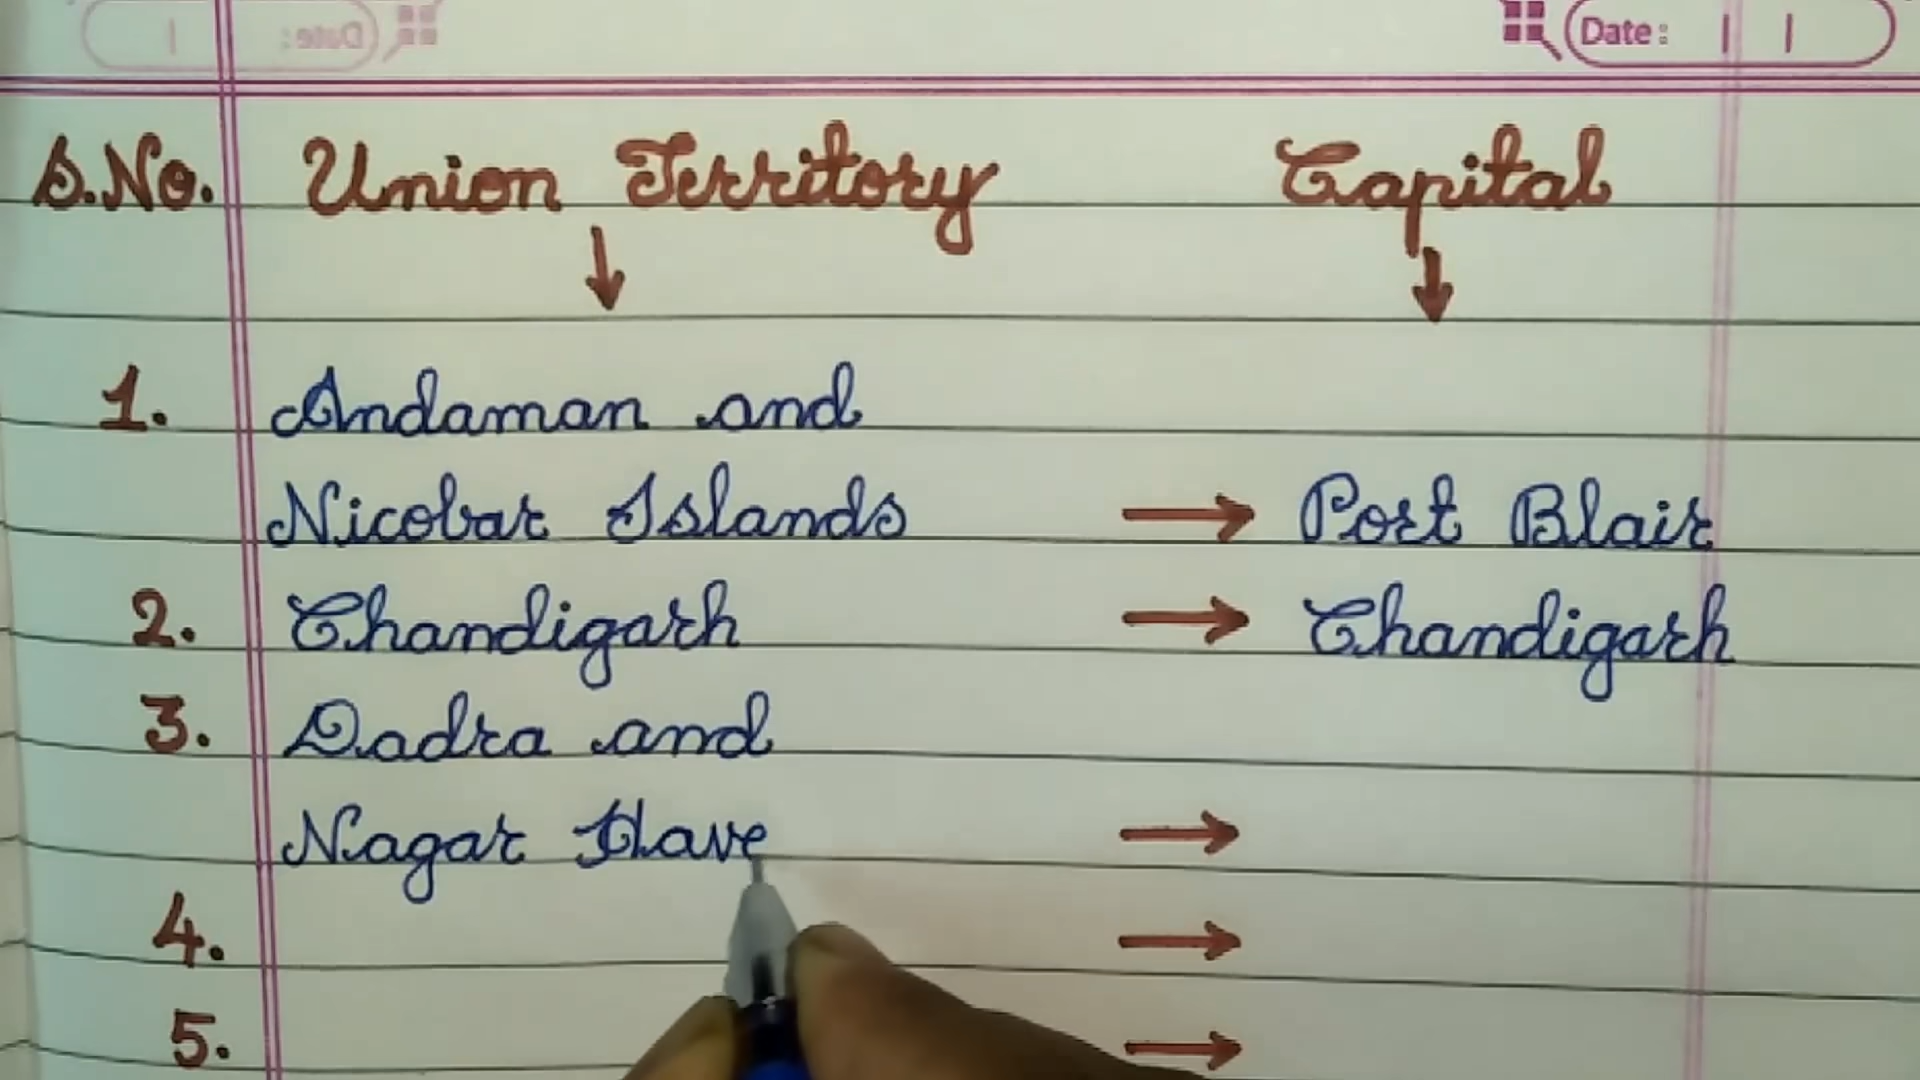 Date:
S.No. Union Territory Capital
1. Andaman and
Nicobar Islands → Port Blair
2. Chandigarh → Chandigarh
3. Dadra and
Nagar Have →
4. →
5. →